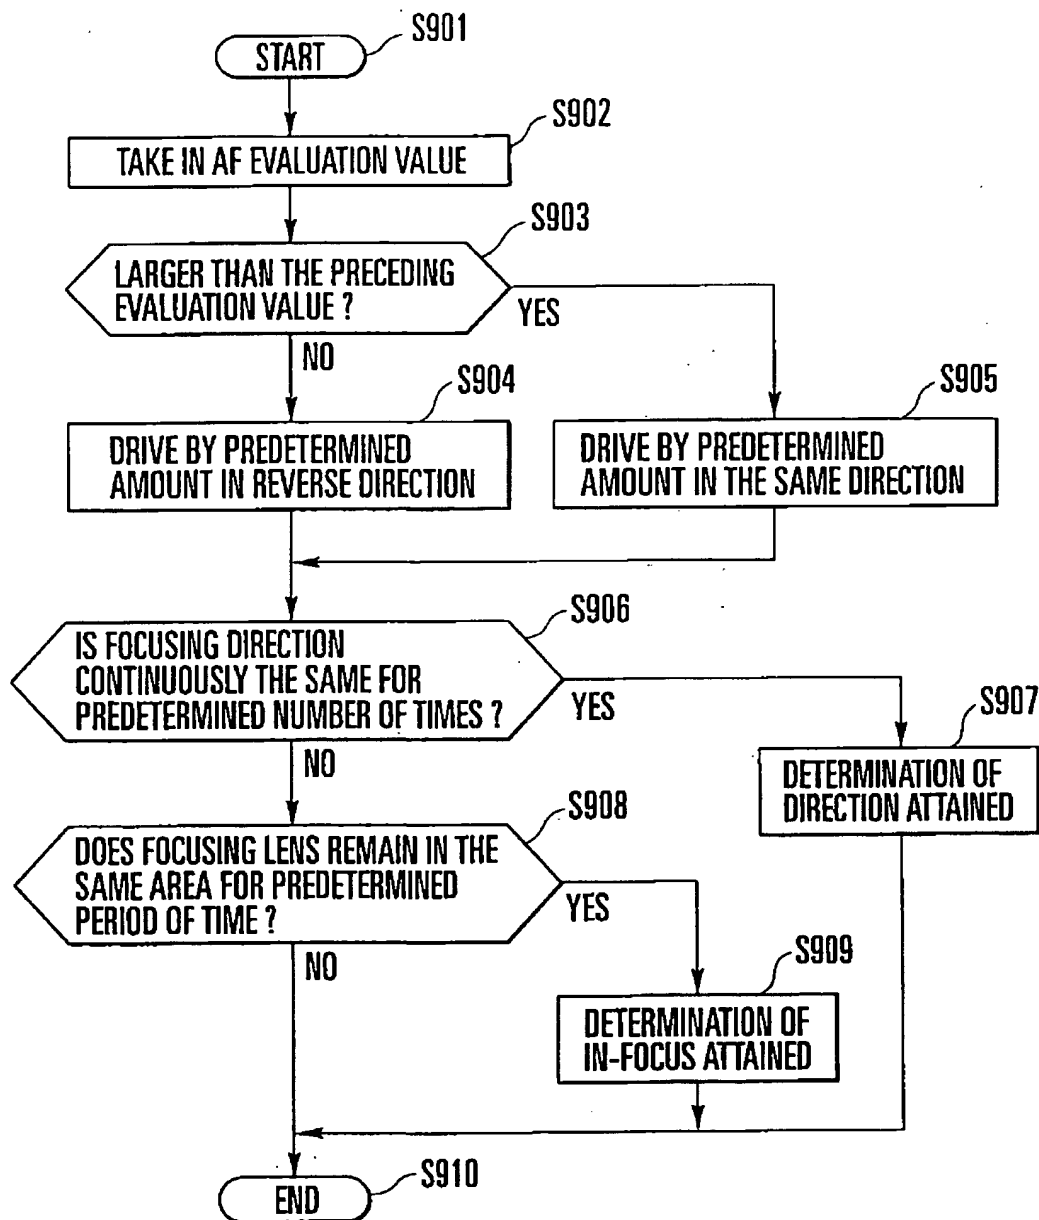 S901
START
S902
TAKE IN AF EVALUATION VALUE
S903
LARGER THAN THE PRECEDING
EVALUATION VALUE ?
YES
NO
S904
DRIVE BY PREDETERMINED
AMOUNT IN REVERSE DIRECTION
S905
DRIVE BY PREDETERMINED
AMOUNT IN THE SAME DIRECTION
S906
IS FOCUSING DIRECTION
CONTINUOUSLY THE SAME FOR
PREDETERMINED NUMBER OF TIMES ?
YES
NO
S907
DETERMINATION OF
DIRECTION ATTAINED
S908
DOES FOCUSING LENS REMAIN IN THE
SAME AREA FOR PREDETERMINED
PERIOD OF TIME ?
YES
NO
S909
DETERMINATION OF
IN-FOCUS ATTAINED
S910
END